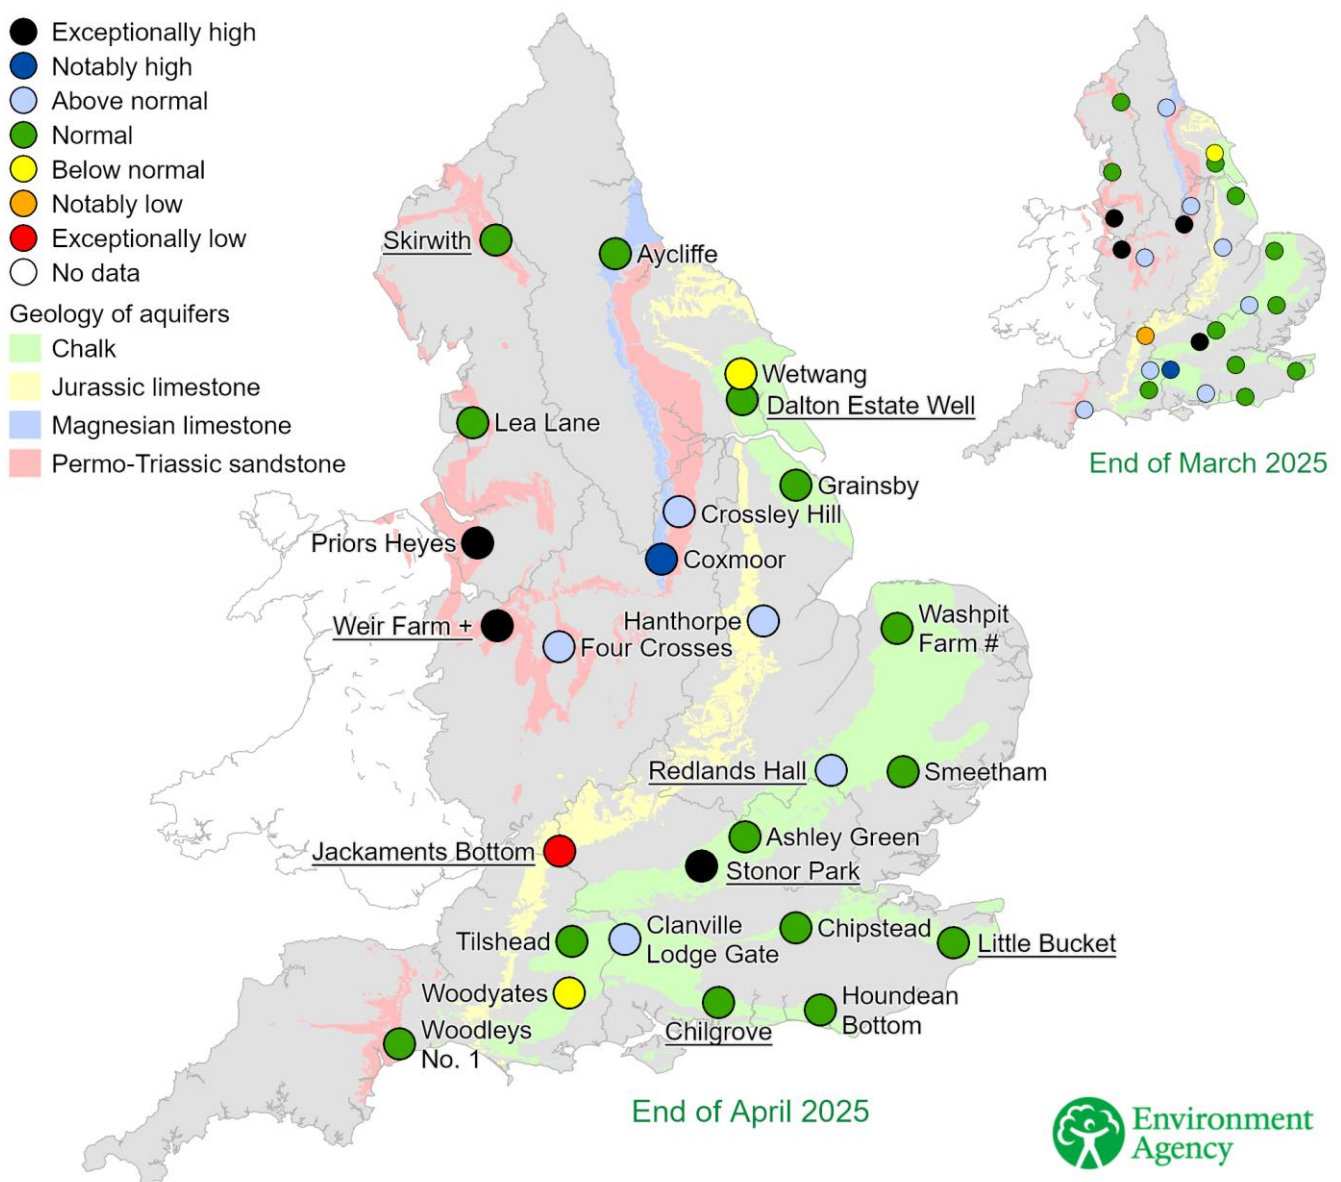 Exceptionally high
Notably high
Above normal
Normal
Below normal
Notably low
Exceptionally low
No data
Geology of aquifers
Chalk
Jurassic limestone
Magnesian limestone
Permo-Triassic sandstone
End of March 2025
Skirwith
Aycliffe
Wetwang
Dalton Estate Well
Lea Lane
Grainsby
Crossley Hill
Priors Heyes
Coxmoor
Weir Farm +
Hanthorpe
Four Crosses
Washpit
Farm #
Redlands Hall
Smeetham
Ashley Green
Jackaments Bottom
Stonor Park
Tilshead
Clanville
Lodge Gate
Chipstead
Little Bucket
Woodyates
Houndean
Bottom
Chilgrove
Woodleys
No. 1
End of April 2025
Environment
Agency